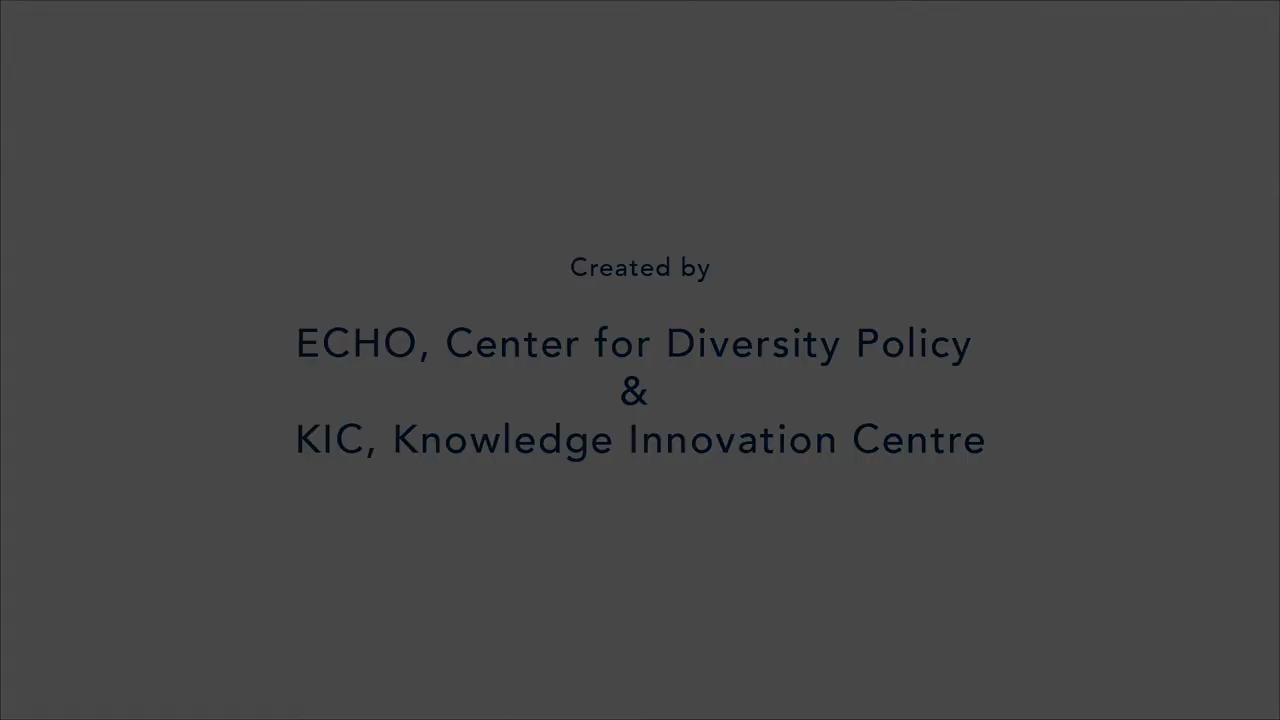 Created by
ECHO, Center for Diversity Policy
&
KIC, Knowledge Innovation Centre